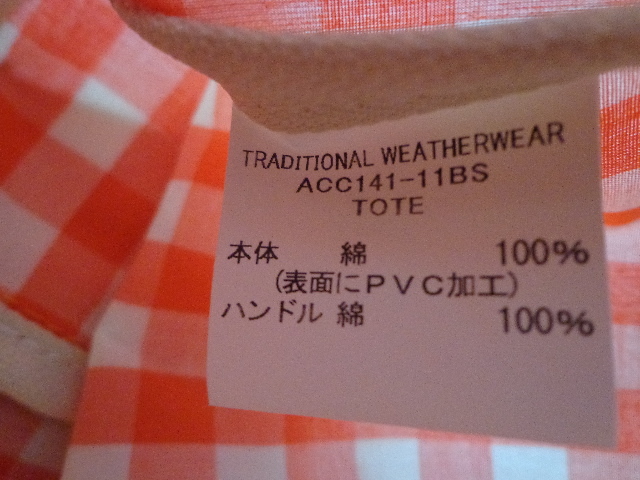 TRADITIONAL WEATHERWEAR
ACC141-11BS
TOTE
本体 綿 100%
(表面にPVC加工)
ハンドル 綿 100%